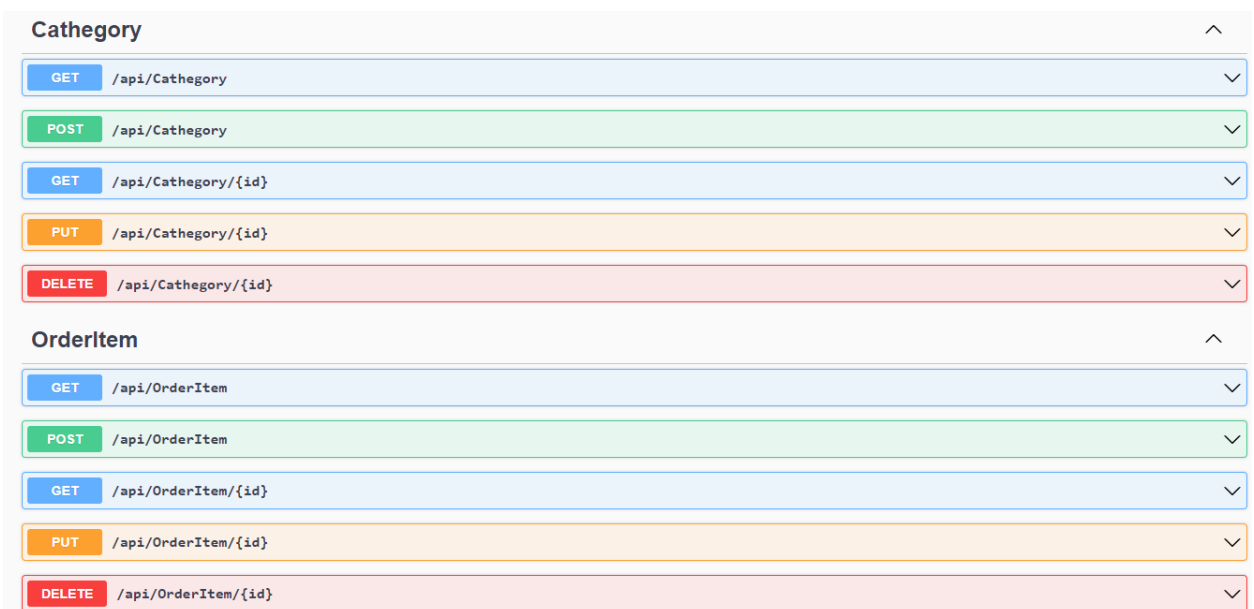 Cathegory
GET /api/Cathegory
POST /api/Cathegory
GET /api/Cathegory/{id}
PUT /api/Cathegory/{id}
DELETE /api/Cathegory/{id}
OrderItem
GET /api/OrderItem
POST /api/OrderItem
GET /api/OrderItem/{id}
PUT /api/OrderItem/{id}
DELETE /api/OrderItem/{id}